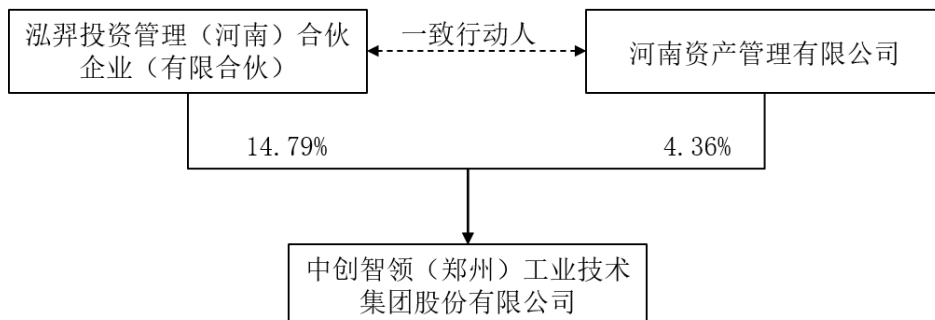 泓羿投资管理（河南）合伙
企业（有限合伙）
一致行动人
河南资产管理有限公司
14.79%
4.36%
中创智领（郑州）工业技术
集团股份有限公司